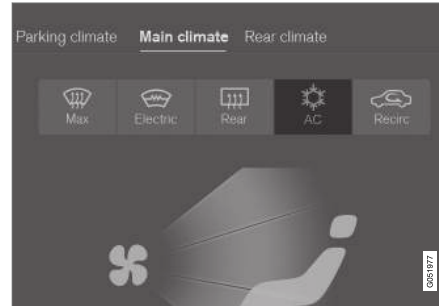 Parking climate Main climate Rear climate
Max Electric Rear AC Recirc
G051977